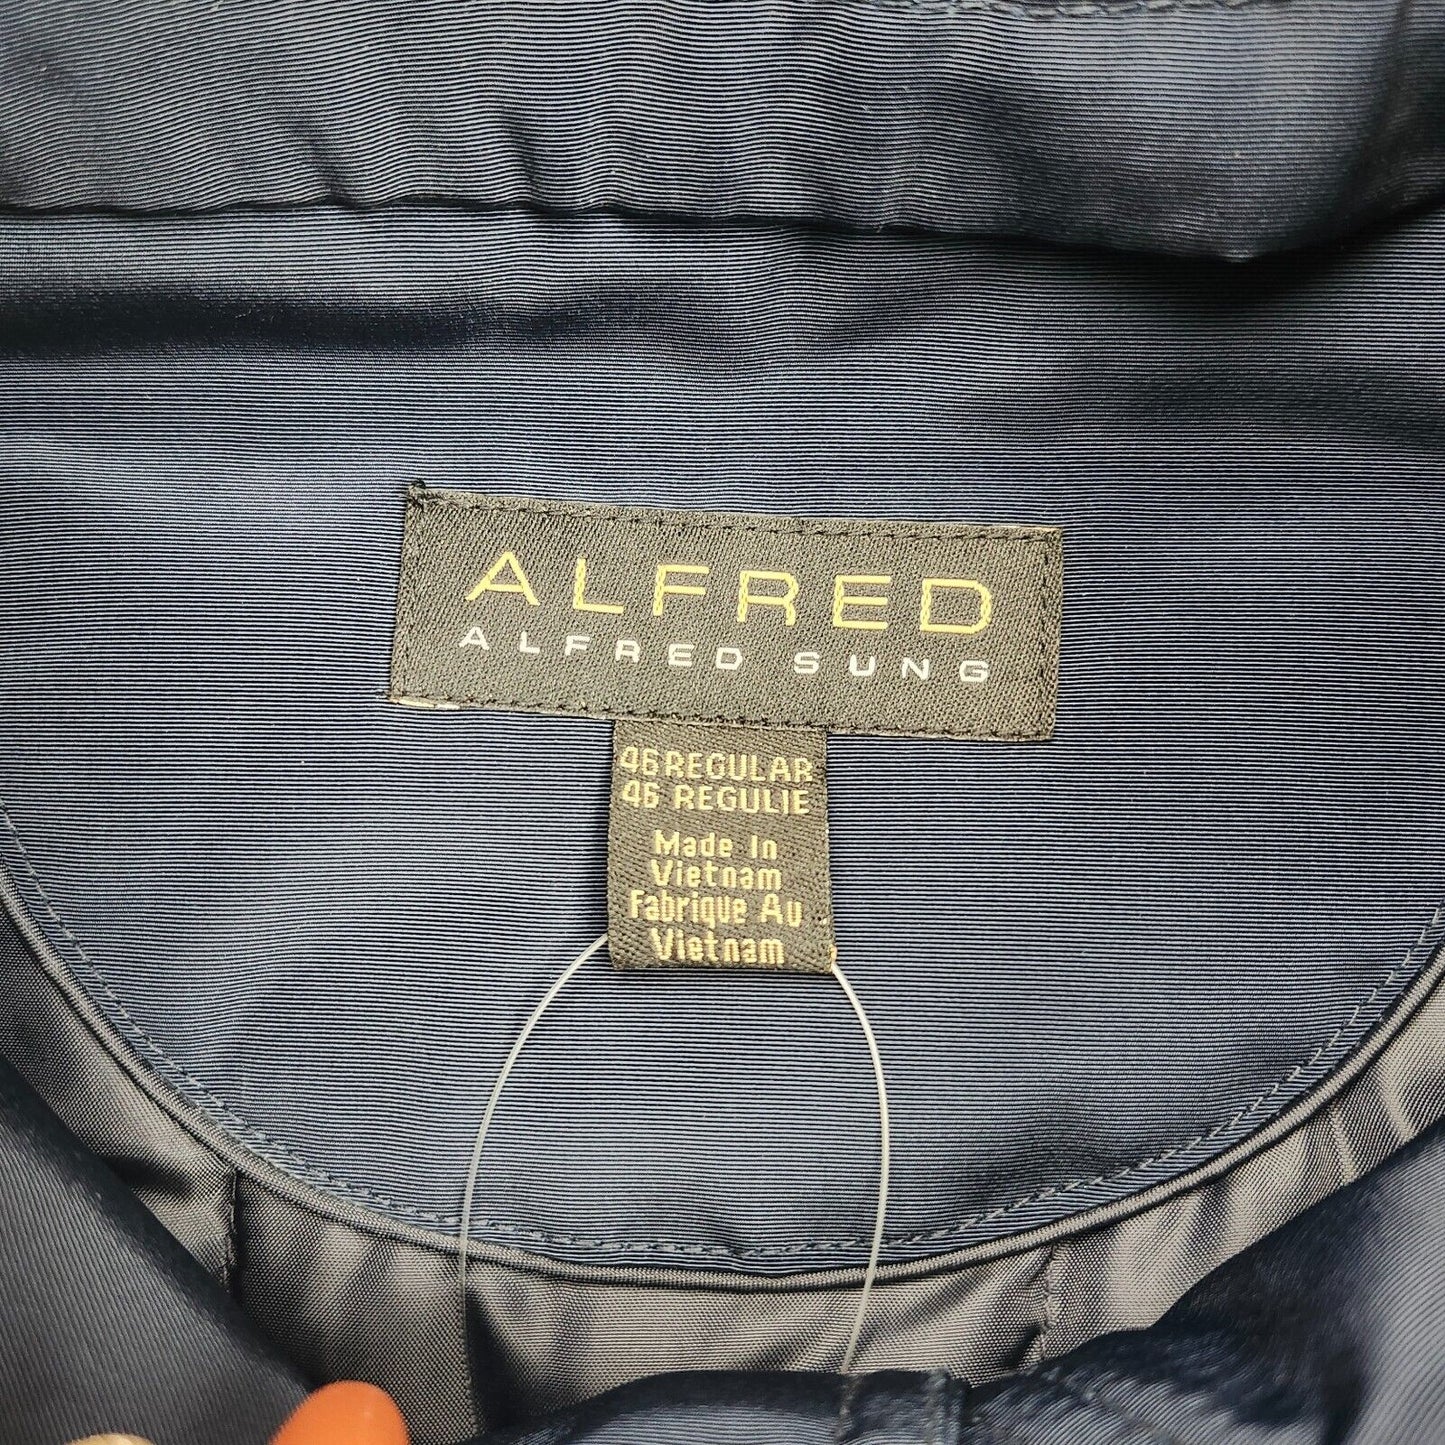 ALFRED
ALFRED SUNG
46 REGULAR
46 REGULIE
Made In
Vietnam
Fabrique Au
Vietnam